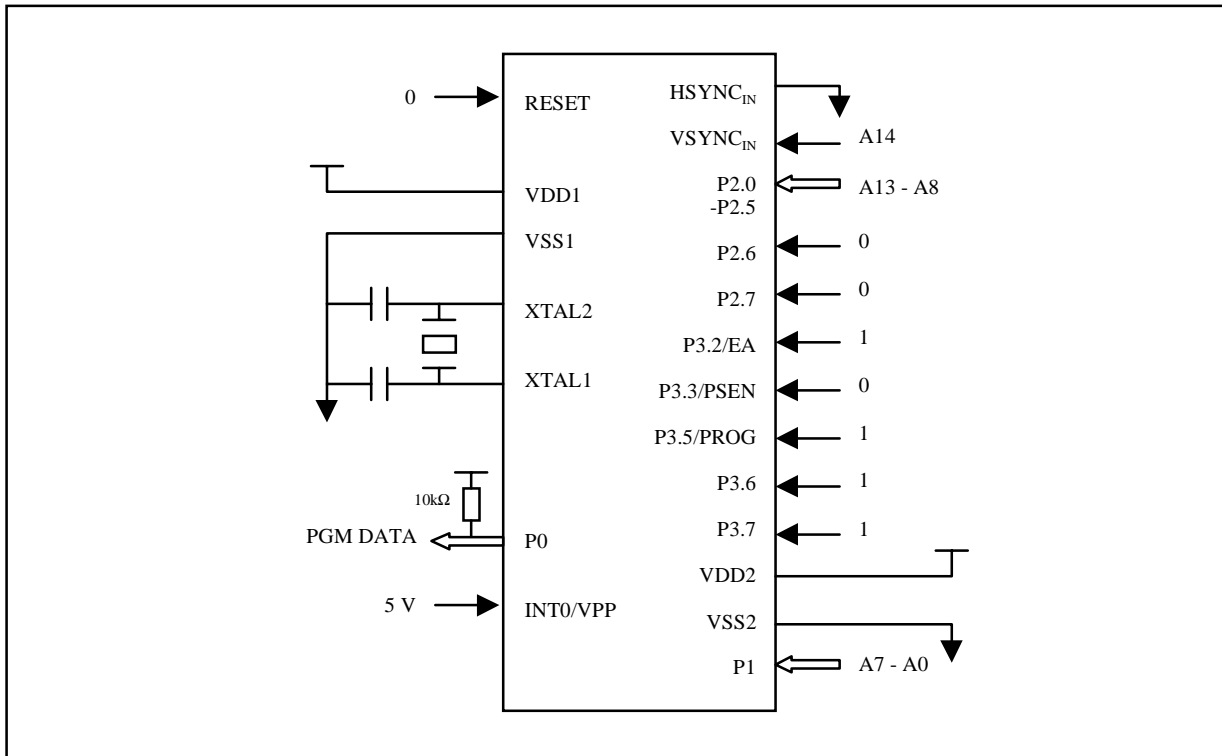 0
RESET
VDD1
VSS1
XTAL2
XTAL1
10kΩ
PGM DATA
P0
5 V
INT0/VPP
HSYNC_IN
VSYNC_IN
A14
P2.0
-P2.5
A13 - A8
P2.6
0
P2.7
0
P3.2/EA
1
P3.3/PSEN
0
P3.5/PROG
1
P3.6
1
P3.7
1
VDD2
VSS2
P1
A7 - A0